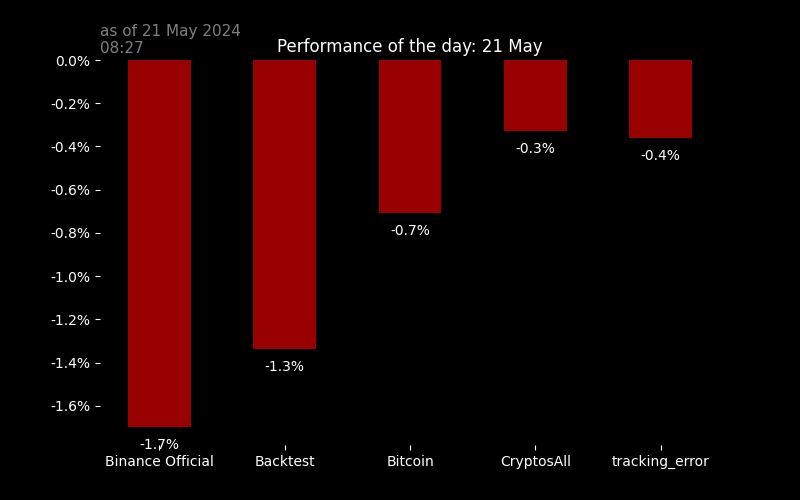 as of 21 May 2024
08:27
Performance of the day: 21 May
0.0%
-0.2%
-0.4%
-0.6%
-0.8%
-1.0%
-1.2%
-1.4%
-1.6%
-1.7%
-1.3%
-0.7%
-0.3%
-0.4%
Binance Official
Backtest
Bitcoin
CryptosAll
tracking_error